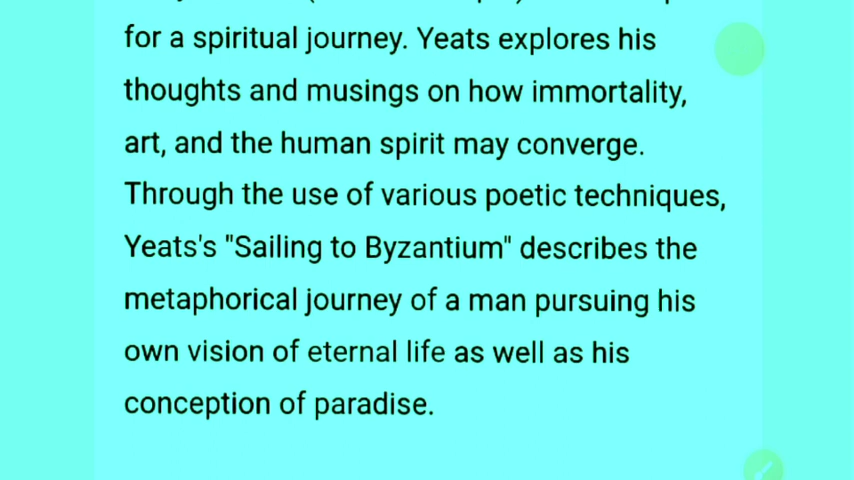 for a spiritual journey. Yeats explores his
thoughts and musings on how immortality,
art, and the human spirit may converge.
Through the use of various poetic techniques,
Yeats's "Sailing to Byzantium" describes the
metaphorical journey of a man pursuing his
own vision of eternal life as well as his
conception of paradise.